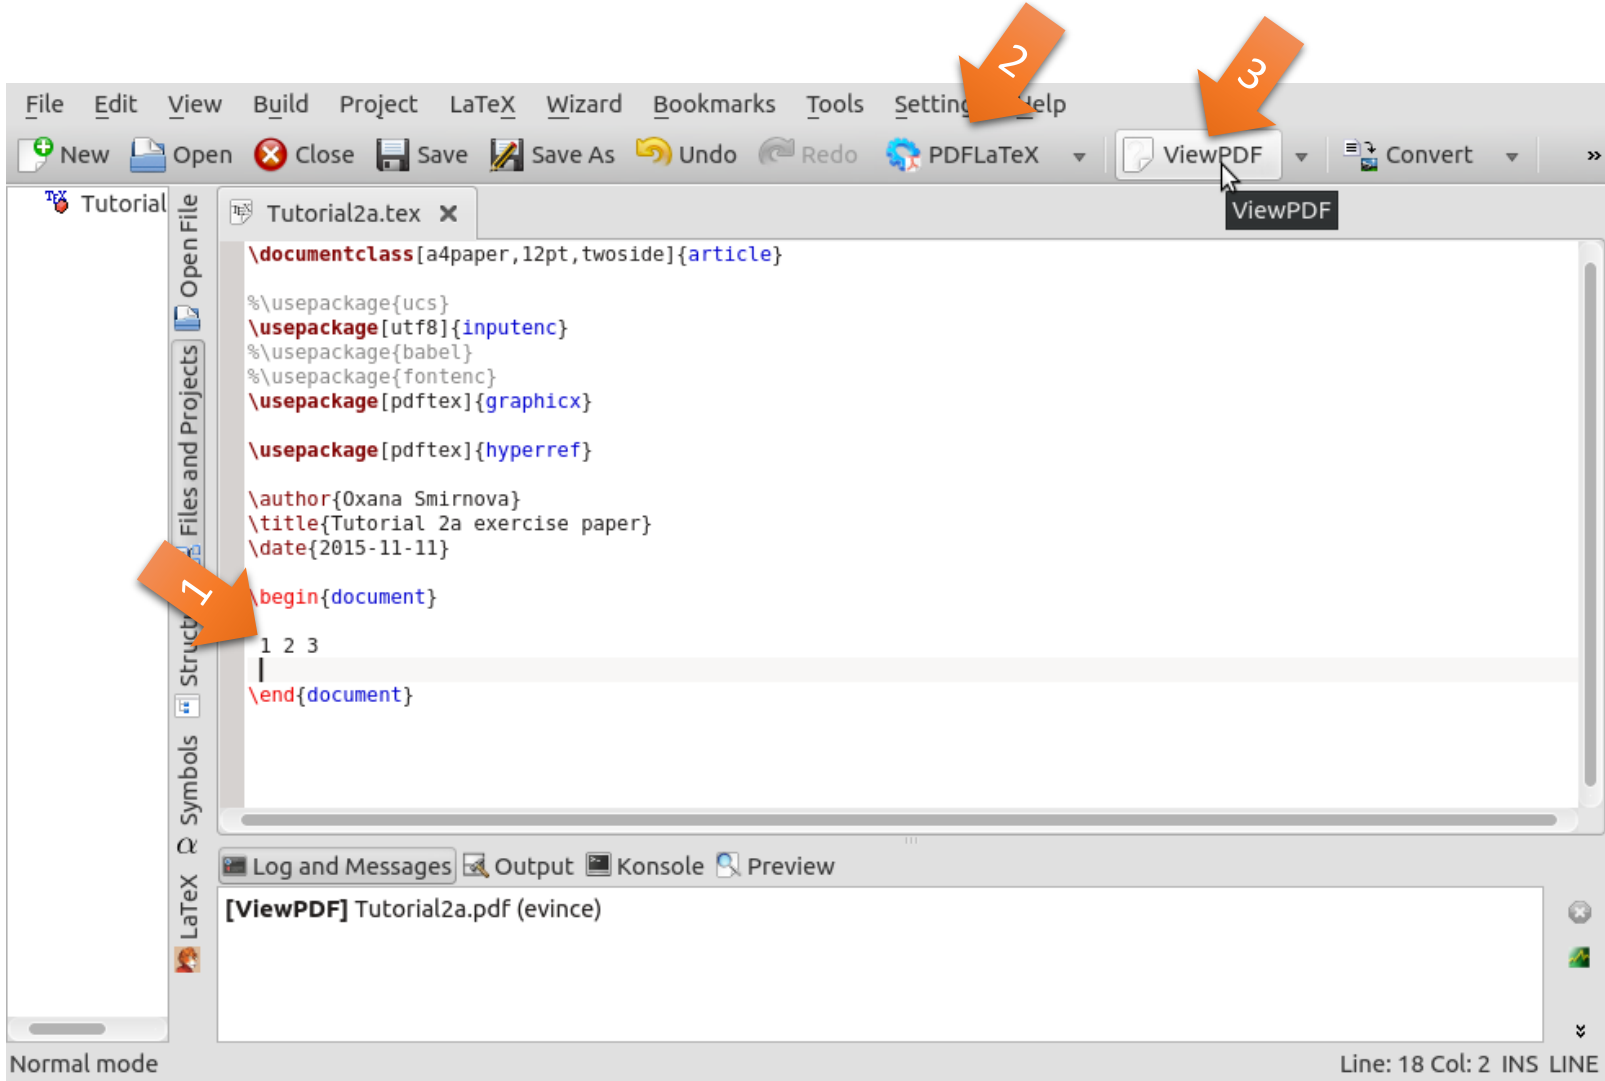 2
3
File Edit View Build Project LaTeX Wizard Bookmarks Tools Help
New Open Close Save Save As Undo Redo PDFLaTeX ViewPDF Convert »
ViewPDF
Tutorial
Open File
Files and Projects
Symbols
LaTeX
Tutorial2a.tex
\documentclass[a4paper,12pt,twoside]{article}
%\usepackage{ucs}
\usepackage[utf8]{inputenc}
%\usepackage{babel}
%\usepackage{fontenc}
\usepackage[pdftex]{graphicx}
\usepackage[pdftex]{hyperref}
\author{Oxana Smirnova}
\title{Tutorial 2a exercise paper}
\date{2015-11-11}
1
\begin{document}
1 2 3
\end{document}
Log and Messages Output Konsole Preview
[ViewPDF] Tutorial2a.pdf (evince)
Normal mode Line: 18 Col: 2 INS LINE